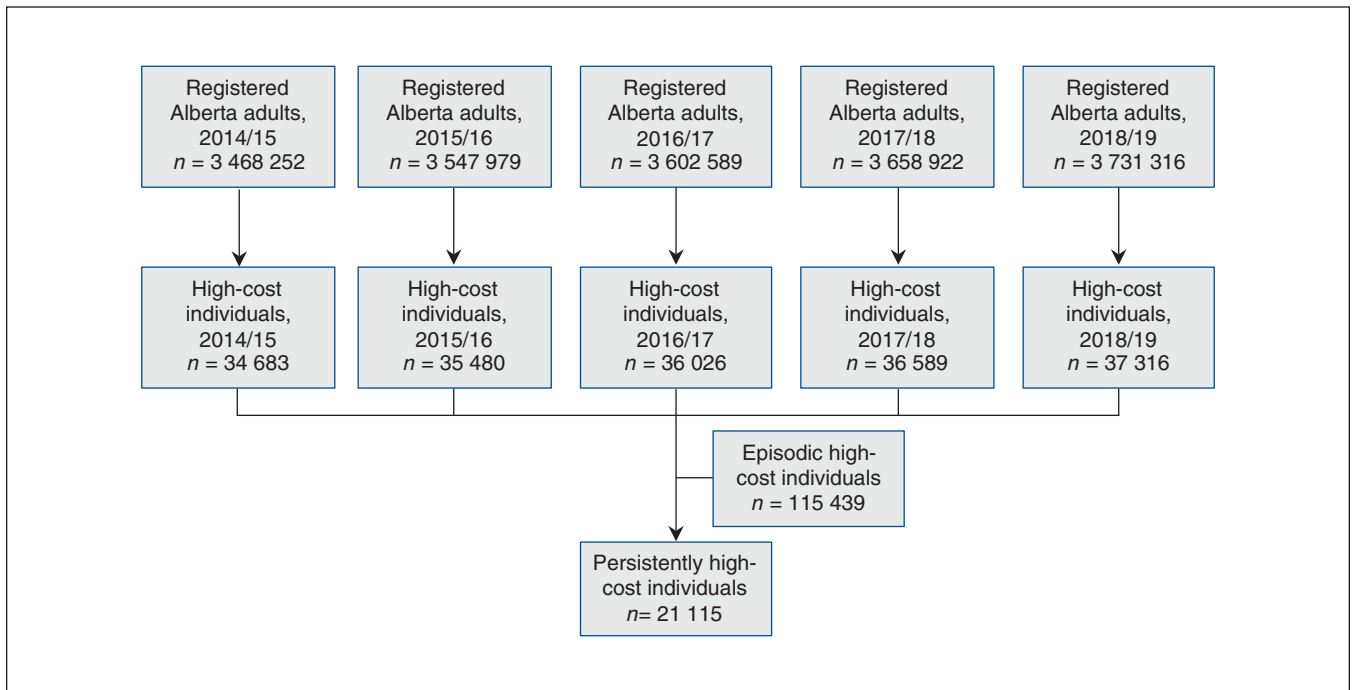 Registered
Alberta adults,
2014/15
n = 3 468 252
Registered
Alberta adults,
2015/16
n = 3 547 979
Registered
Alberta adults,
2016/17
n = 3 602 589
Registered
Alberta adults,
2017/18
n = 3 658 922
Registered
Alberta adults,
2018/19
n = 3 731 316
High-cost
individuals,
2014/15
n = 34 683
High-cost
individuals,
2015/16
n = 35 480
High-cost
individuals,
2016/17
n = 36 026
High-cost
individuals,
2017/18
n = 36 589
High-cost
individuals,
2018/19
n = 37 316
Episodic high-
cost individuals
n = 115 439
Persistently high-
cost individuals
n= 21 115